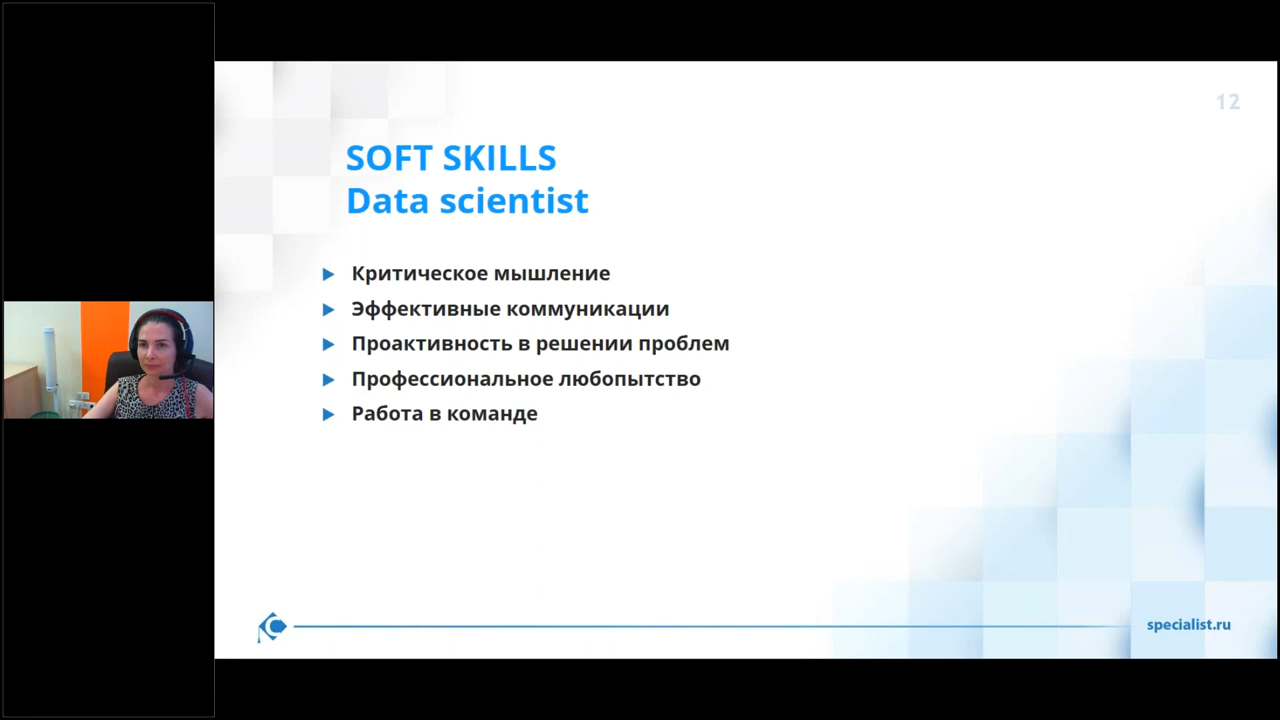 12
SOFT SKILLS
Data scientist
Критическое мышление
Эффективные коммуникации
Проактивность в решении проблем
Профессиональное любопытство
Работа в команде
specialist.ru